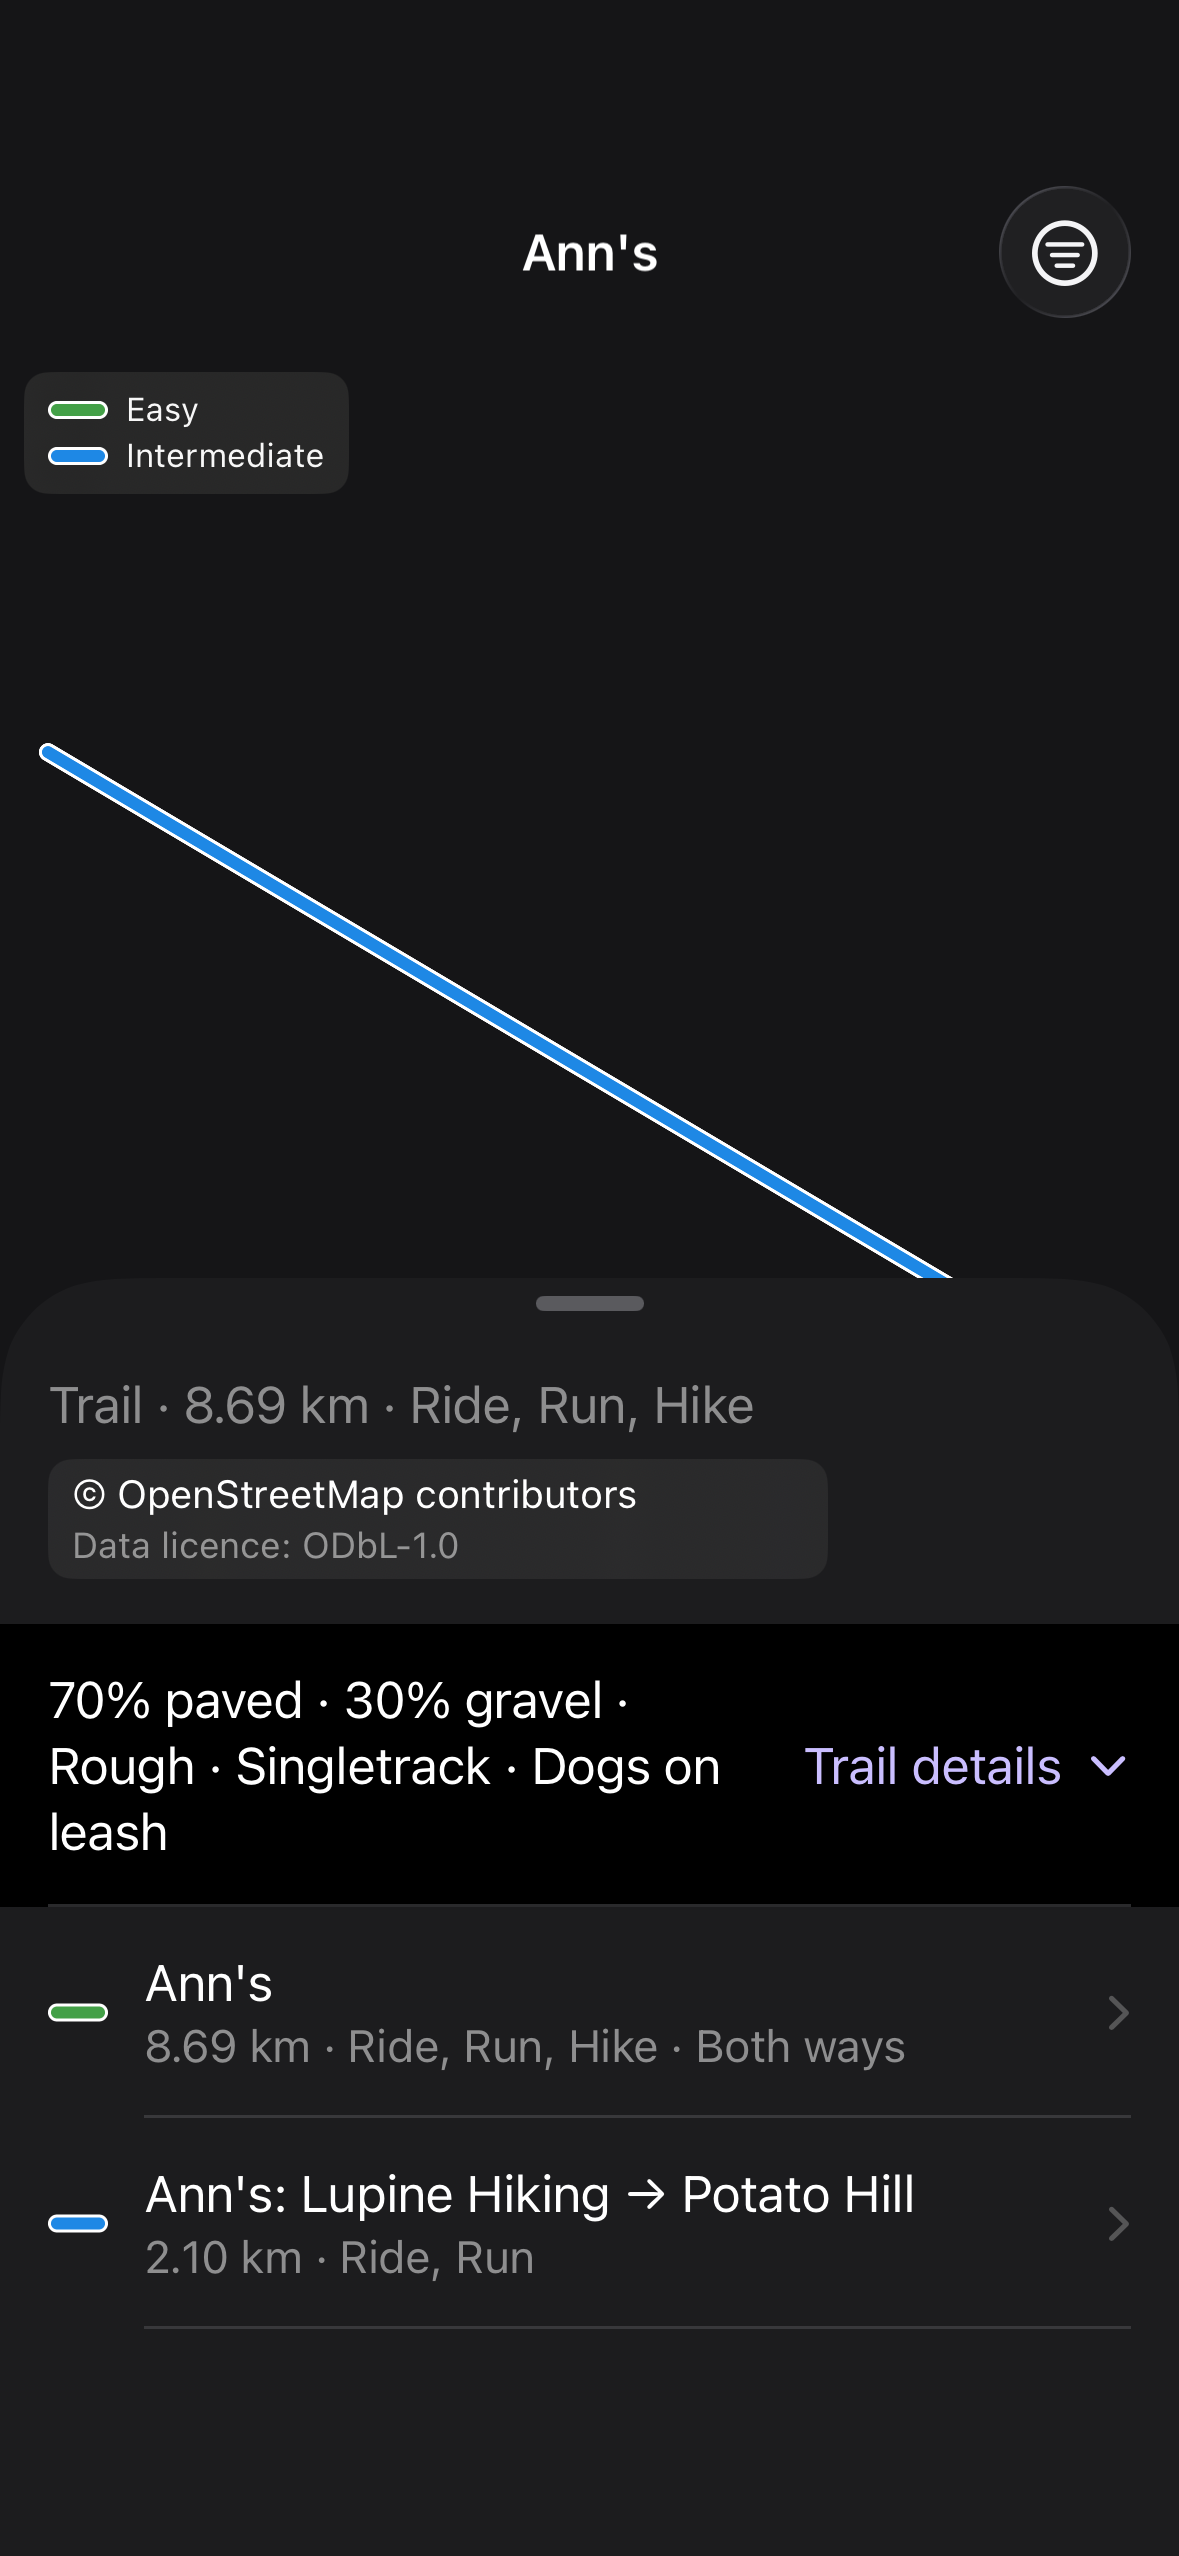 Ann's
Easy
Intermediate
Trail · 8.69 km · Ride, Run, Hike
© OpenStreetMap contributors
Data licence: ODbL-1.0
70% paved · 30% gravel ·
Rough · Singletrack · Dogs on
leash
Trail details
Ann's
8.69 km · Ride, Run, Hike · Both ways
Ann's: Lupine Hiking → Potato Hill
2.10 km · Ride, Run